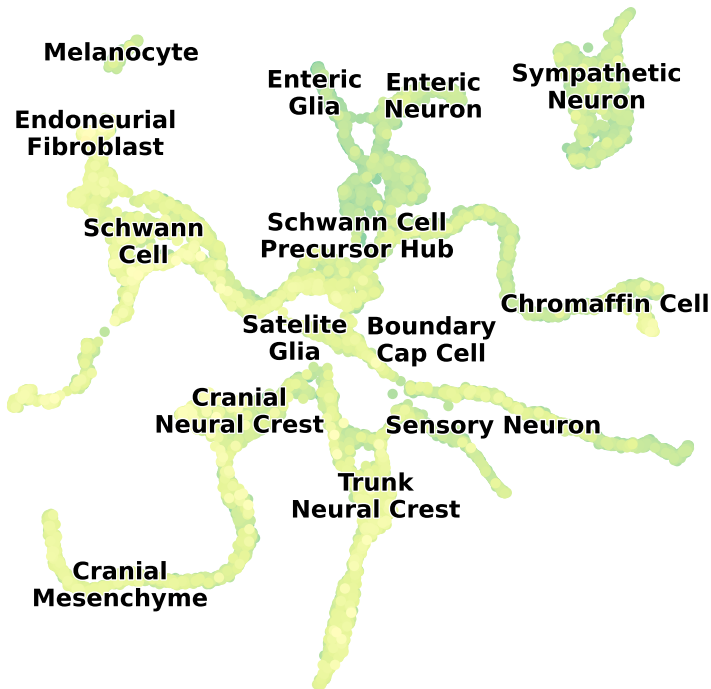 Melanocyte
Enteric
Glia
Enteric
Neuron
Sympathetic
Neuron
Endoneurial
Fibroblast
Schwann
Cell
Schwann Cell
Precursor Hub
Chromaffin Cell
Satelite
Glia
Boundary
Cap Cell
Cranial
Neural Crest
Sensory Neuron
Trunk
Neural Crest
Cranial
Mesenchyme